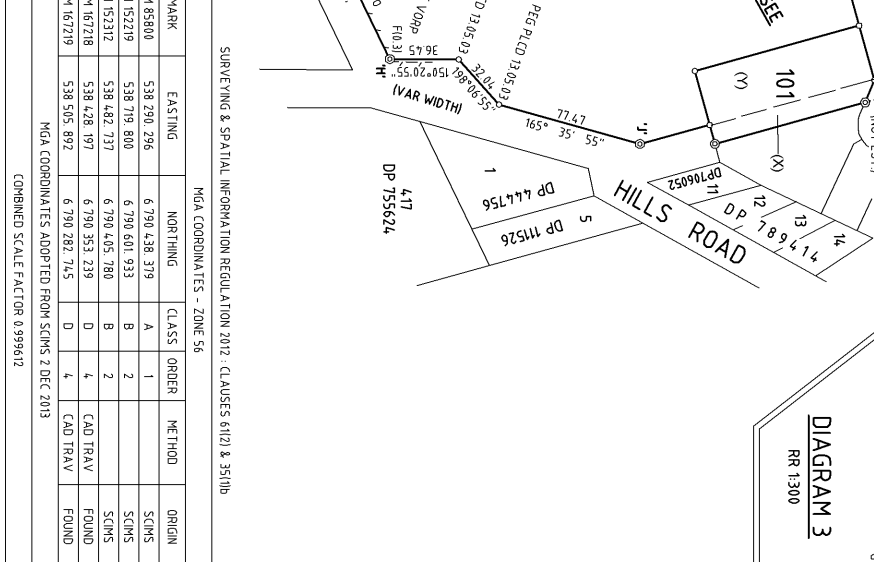 SURVEYING & SPATIAL INFORMATION REGULATION 2012 : CLAUSES 61(2) & 35(1)b
MGA COORDINATES - ZONE 56
MARK EASTING NORTHING CLASS ORDER METHOD ORIGIN
M 85800 538 290. 296 6 790 438. 379 A 1 SCIMS
152219 538 719. 800 6 790 601. 933 B 2 SCIMS
152312 538 482. 737 6 790 405. 780 B 2 SCIMS
M 167218 538 428. 197 6 790 353. 239 D 4 CAD TRAV FOUND
M 167219 538 505. 892 6 790 282. 745 D 4 CAD TRAV FOUND
MGA COORDINATES ADOPTED FROM SCIMS 2 DEC 2013
COMBINED SCALE FACTOR 0.999612
VORP
F(0.3)
'H'
36.45
150°20'55"
13.05.03
PEG PLCD 13.05.03
32.04
198°06'55"
(VAR WIDTH)
77.47
165° 35' 55"
'J'
101
(Y)
(X)
SEE
417
DP 755624
1
DP 444756
5
DP 111526
HILLS ROAD
DP706052
11
12
13
14
DP 789414
DIAGRAM 3
RR 1:300